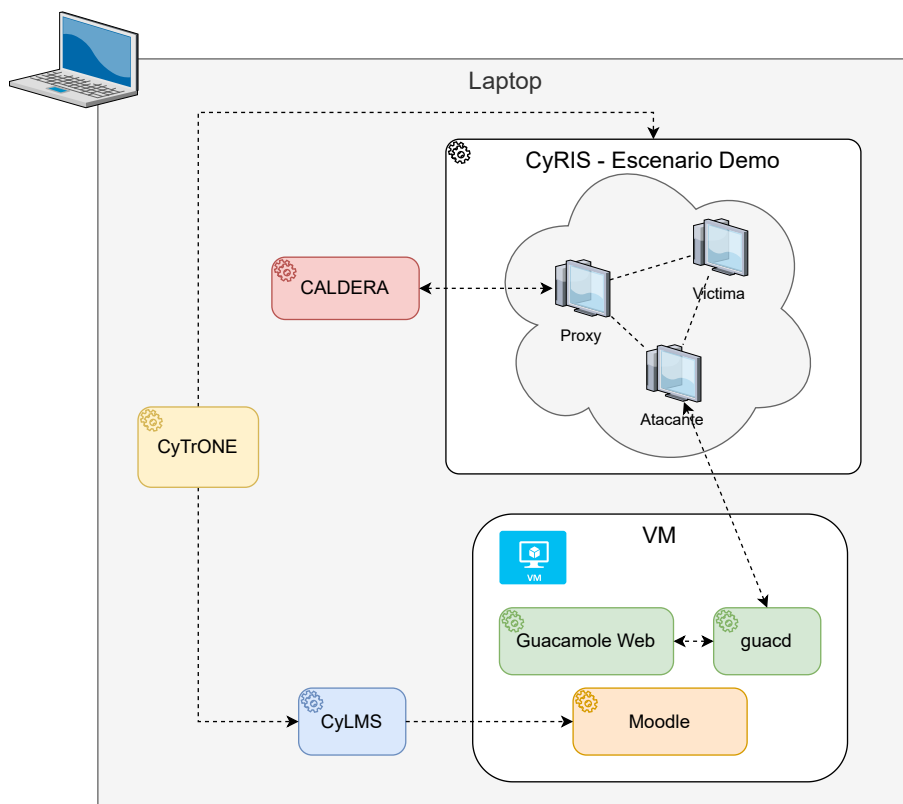 Laptop
CyRIS - Escenario Demo
Victima
CALDERA
Proxy
Atacante
CyTrONE
VM
VM
Guacamole Web
guacd
CyLMS
Moodle